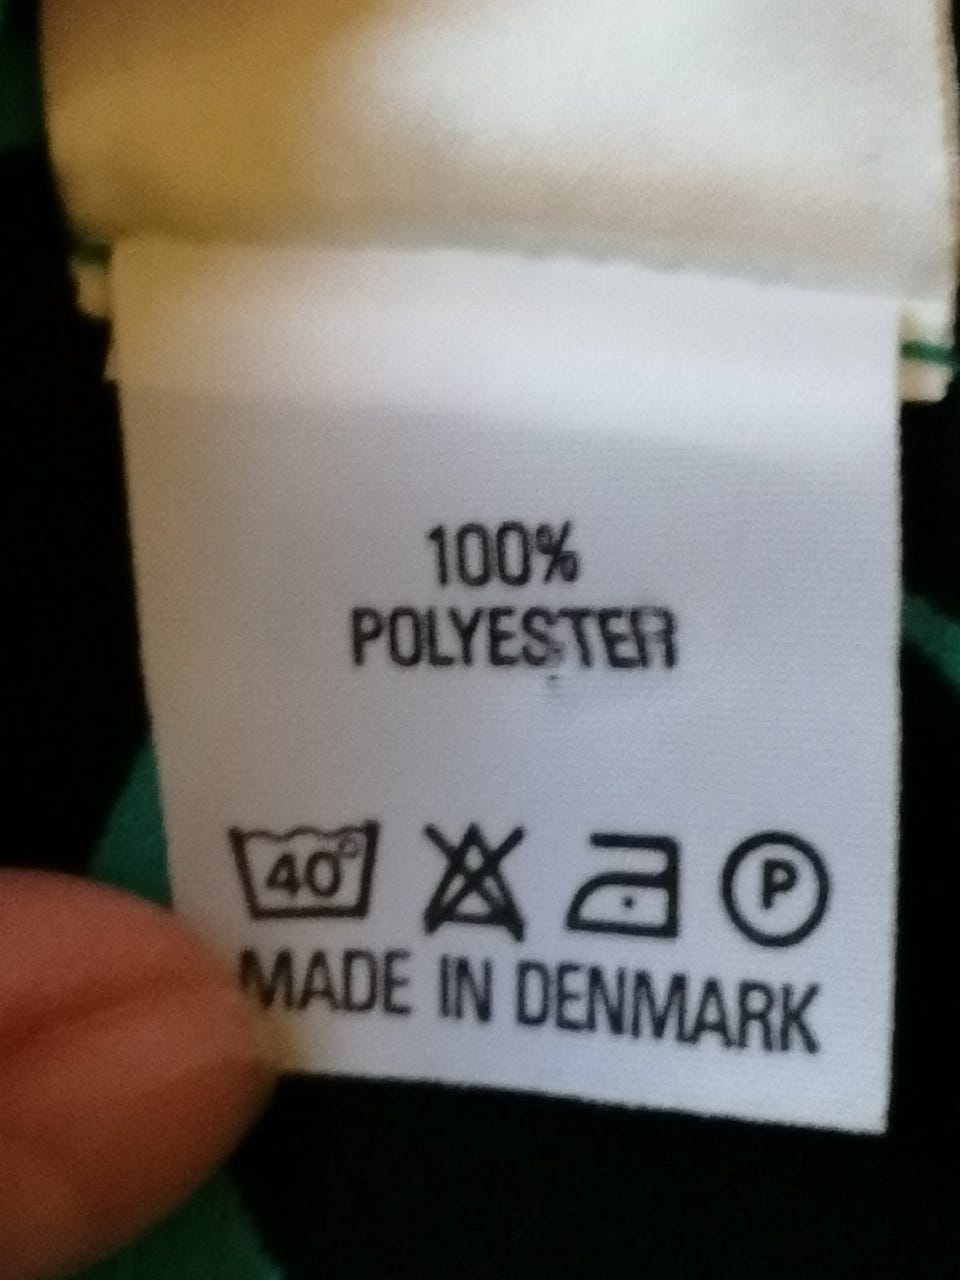 100%
POLYESTER
40°
P
MADE IN DENMARK